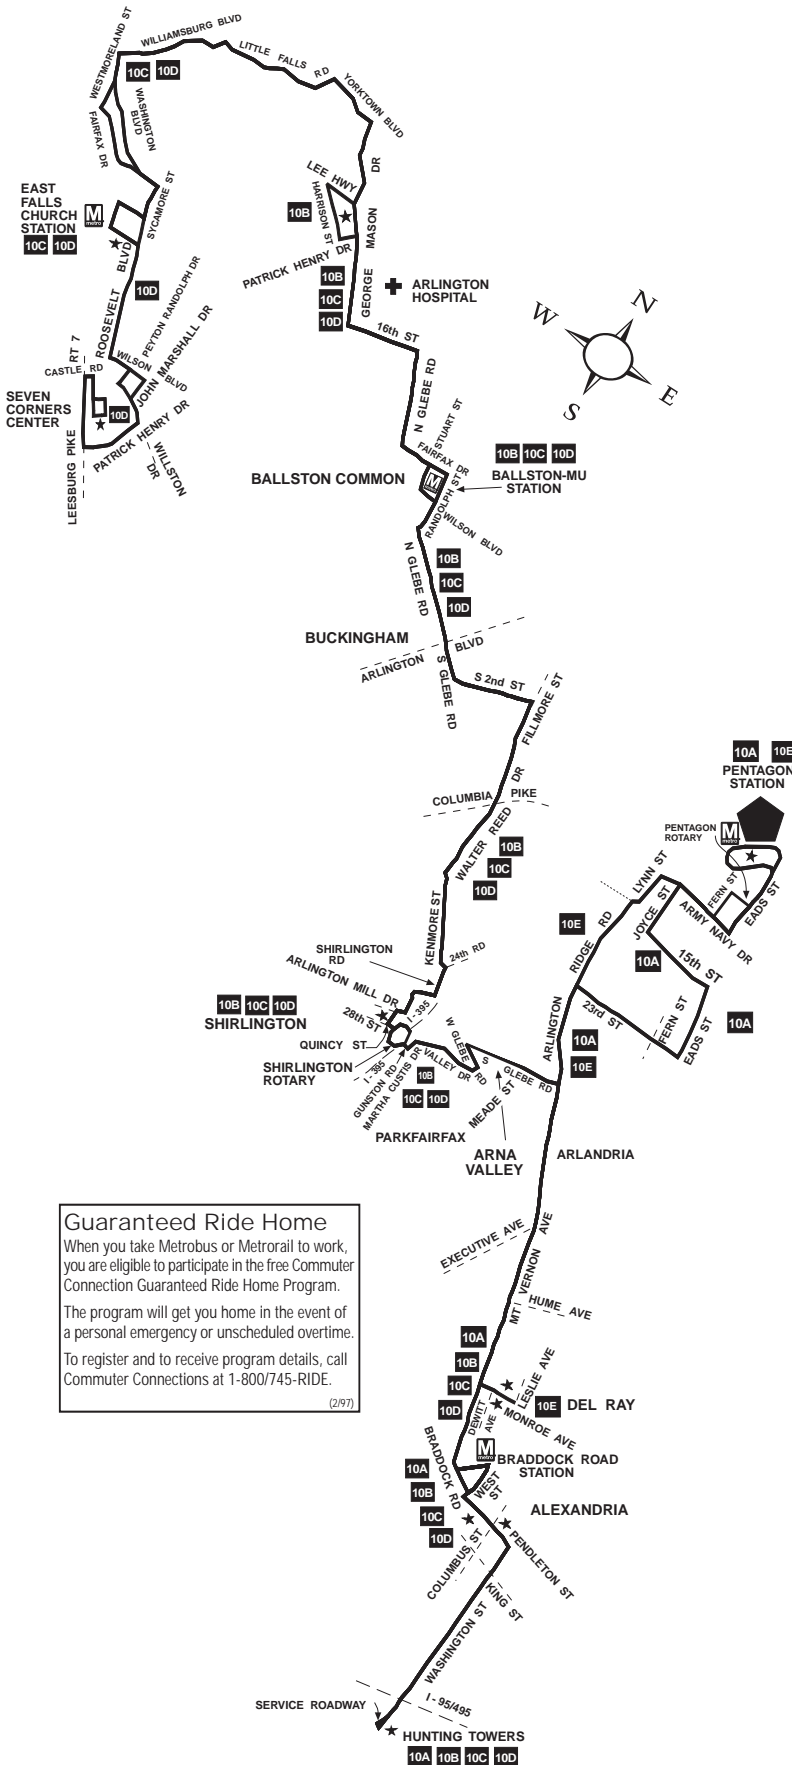 WILLIAMSBURG BLVD
WESTMORELAND ST
LITTLE FALLS RD
YORKTOWN BLVD
10C 10D
WASHINGTON BLVD
FAIRFAX DR
LEE HWY
HARRISON ST
GEORGE MASON DR
10B
EAST
FALLS
CHURCH
STATION
M
metro
10C 10D
SYCAMORE ST
ROOSEVELT BLVD
10D
PATRICK HENRY DR
10B
10C
10D
ARLINGTON
HOSPITAL
16th ST
W
N
S
E
PEYTON RANDOLPH DR
JOHN MARSHALL DR
WILSON BLVD
RT 7
CASTLE RD
SEVEN
CORNERS
CENTER
10D
PATRICK HENRY DR
LEESBURG PIKE
WILLSTON DR
N GLEBE RD
STUART ST
FAIRFAX DR
BALLSTON COMMON
M
metro
10B 10C 10D
BALLSTON-MU
STATION
RANDOLPH ST
WILSON BLVD
N GLEBE RD
10B
10C
10D
BUCKINGHAM
ARLINGTON BLVD
S GLEBE RD
S 2nd ST
FILLMORE ST
COLUMBIA PIKE
WALTER REED DR
10B
10C
10D
10A 10E
PENTAGON
STATION
PENTAGON
ROTARY
M
metro
LYNN ST
FERN ST
EADS ST
ARMY NAVY DR
JOYCE ST
10E
RIDGE RD
10A
15th ST
KENMORE ST
SHIRLINGTON
RD
24th RD
ARLINGTON MILL DR
I-395
10B 10C 10D
SHIRLINGTON
28th ST
QUINCY ST
SHIRLINGTON
ROTARY
I-395
GUNSTON RD
MARTHA CUSTIS DR
VALLEY DR
W GLEBE RD
S GLEBE RD
MEADE ST
10B
10C 10D
PARKFAIRFAX
ARNA
VALLEY
ARLINGTON
23rd ST
FERN ST
EADS ST
10A
10A
10E
ARLANDRIA
Guaranteed Ride Home
When you take Metrobus or Metrorail to work,
you are eligible to participate in the free Commuter
Connection Guaranteed Ride Home Program.
The program will get you home in the event of
a personal emergency or unscheduled overtime.
To register and to receive program details, call
Commuter Connections at 1-800/745-RIDE.
(2/97)
EXECUTIVE AVE
MT VERNON AVE
HUME AVE
10A
10B
10C
10D
LESLIE AVE
DEWITT AVE
MONROE AVE
10E DEL RAY
M
BRADDOCK ROAD
STATION
BRADDOCK RD
WEST ST
10A
10B
10C
10D
ALEXANDRIA
COLUMBUS ST
PENDLETON ST
KING ST
WASHINGTON ST
SERVICE ROADWAY
I - 95/495
HUNTING TOWERS
10A 10B 10C 10D